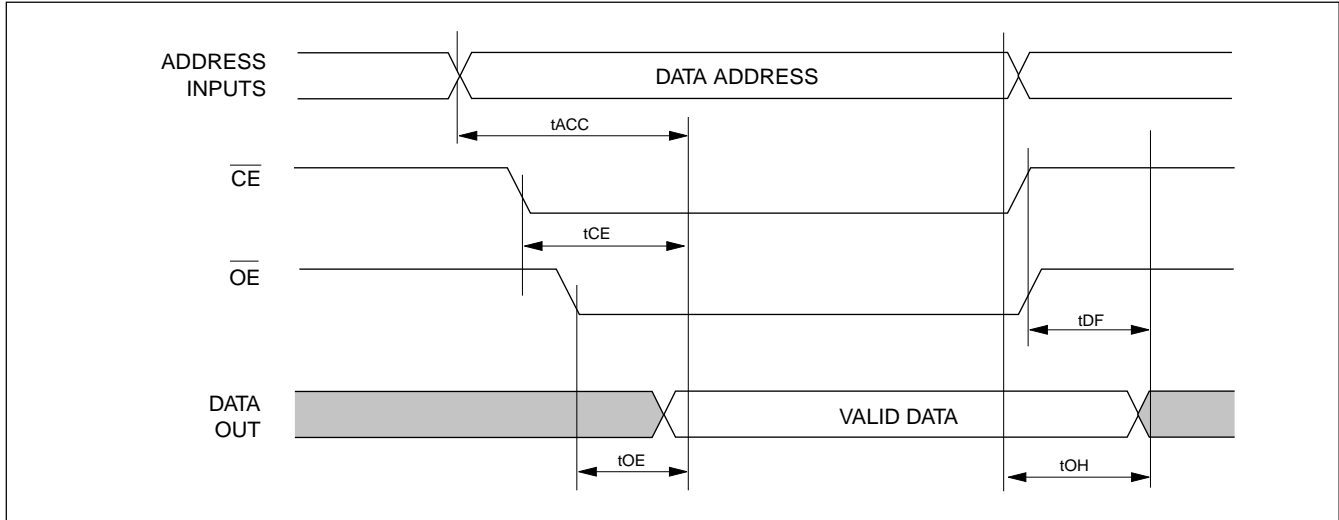 ADDRESS
INPUTS
DATA ADDRESS
tACC
CE
tCE
OE
tDF
DATA
OUT
VALID DATA
tOE
tOH